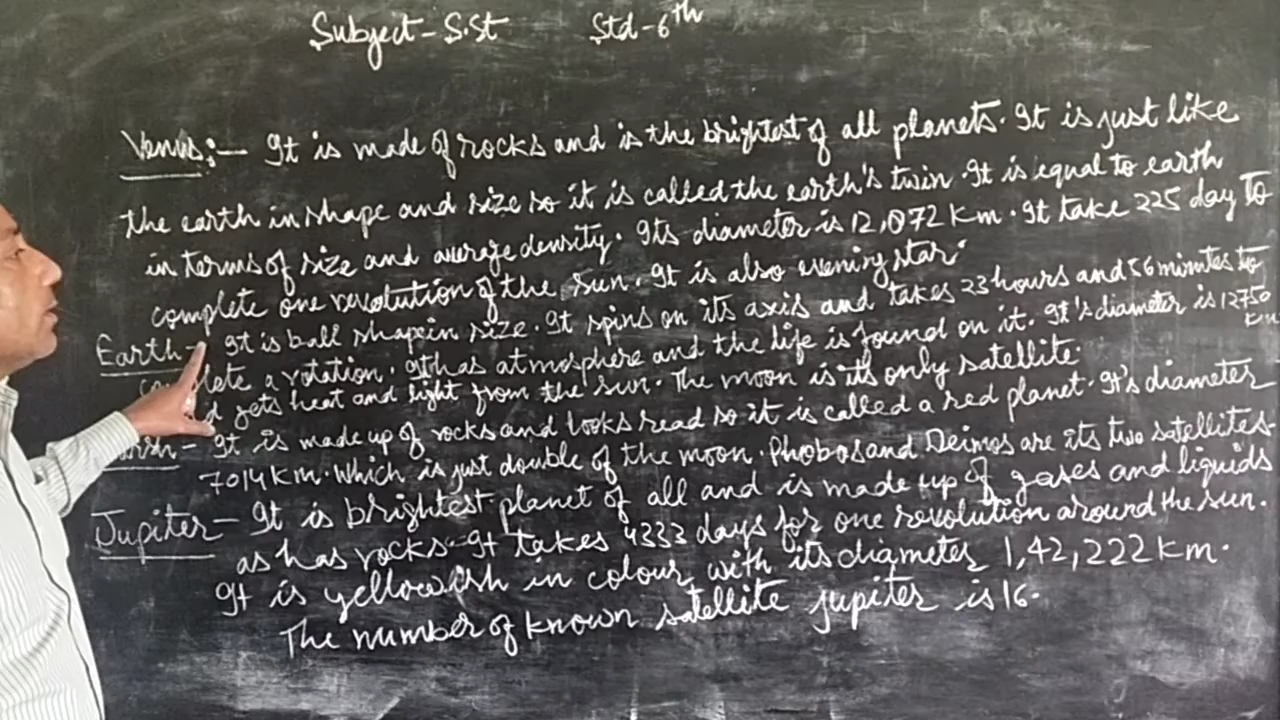 Subject - S.St Std - 6th
Venus:- It is made of rocks and is the brightest of all planets. It is just like
the earth in shape and size so it is called the earth's twin. It is equal to earth
in terms of size and average density. Its diameter is 12,072 Km. It take 225 day to
complete one revolution of the sun. It is also evening star.
Earth - It is ball shape in size. It spins on its axis and takes 23 hours and 56 minutes to
a rotation. It has atmosphere and the life is found on it. It's diameter is 12750 Km
gets heat and light from the sun. The moon is its only satellite.
- It is made up of rocks and looks read so it is called a red planet. It's diameter
7014 Km. Which is just double of the moon. Phobos and Deimos are its two satellites.
Jupiter - It is brightest planet of all and is made up of gases and liquids
as has rocks. It takes 4333 days for one revolution around the sun.
It is yellowish in colour with its diameter 1,42,222 Km.
The number of known satellite jupiter is 16.